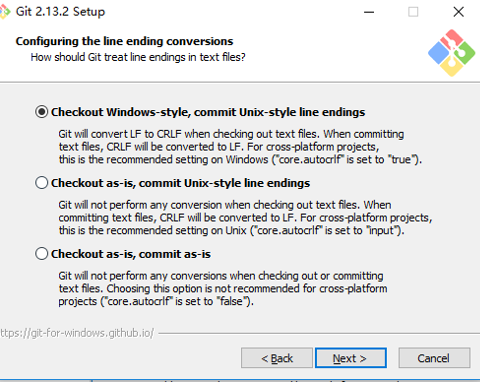 Git 2.13.2 Setup
Configuring the line ending conversions
How should Git treat line endings in text files?
Checkout Windows-style, commit Unix-style line endings
Git will convert LF to CRLF when checking out text files. When committing
text files, CRLF will be converted to LF. For cross-platform projects,
this is the recommended setting on Windows ("core.autocrlf" is set to "true").
Checkout as-is, commit Unix-style line endings
Git will not perform any conversion when checking out text files. When
committing text files, CRLF will be converted to LF. For cross-platform projects,
this is the recommended setting on Unix ("core.autocrlf" is set to "input").
Checkout as-is, commit as-is
Git will not perform any conversions when checking out or committing
text files. Choosing this option is not recommended for cross-platform
projects ("core.autocrlf" is set to "false").
ttps://git-for-windows.github.io/
< Back
Next >
Cancel